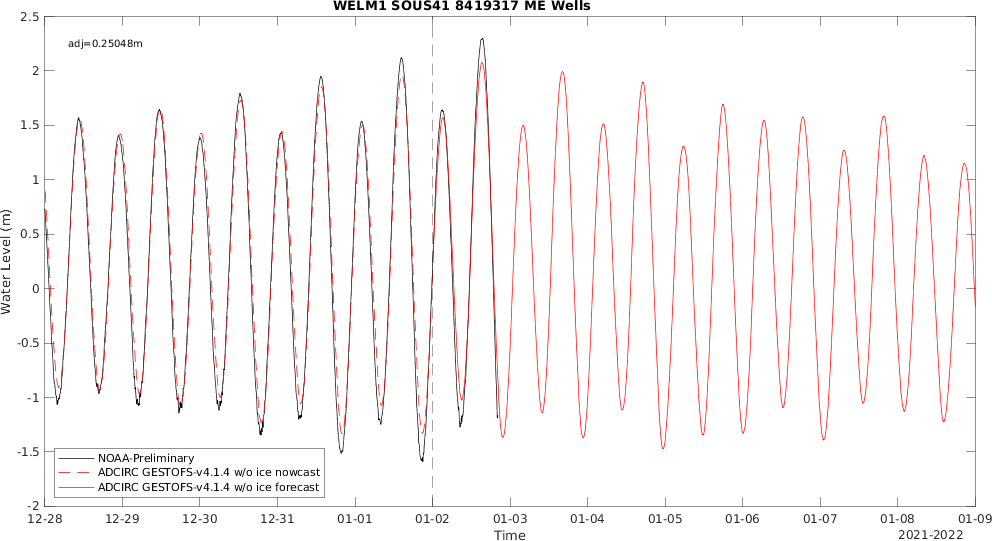 WELM1 SOUS41 8419317 ME Wells
adj=0.25048m
2.5
2
1.5
1
0.5
0
-0.5
-1
-1.5
-2
Water Level (m)
NOAA-Preliminary
ADCIRC GESTOFS-v4.1.4 w/o ice nowcast
ADCIRC GESTOFS-v4.1.4 w/o ice forecast
12-28 12-29 12-30 12-31 01-01 01-02 01-03 01-04 01-05 01-06 01-07 01-08 01-09
Time
2021-2022